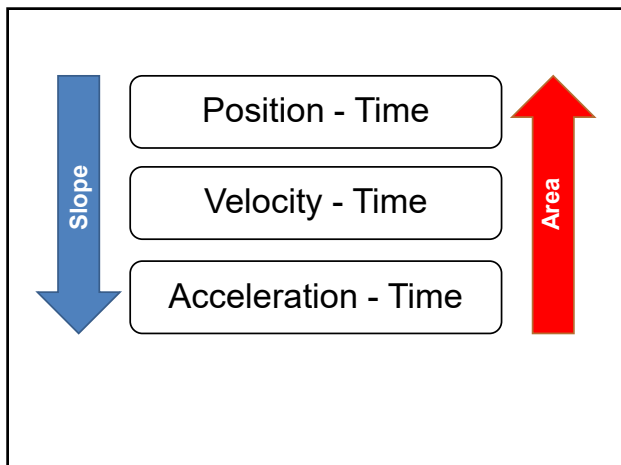 Position - Time
Slope
Velocity - Time
Area
Acceleration - Time